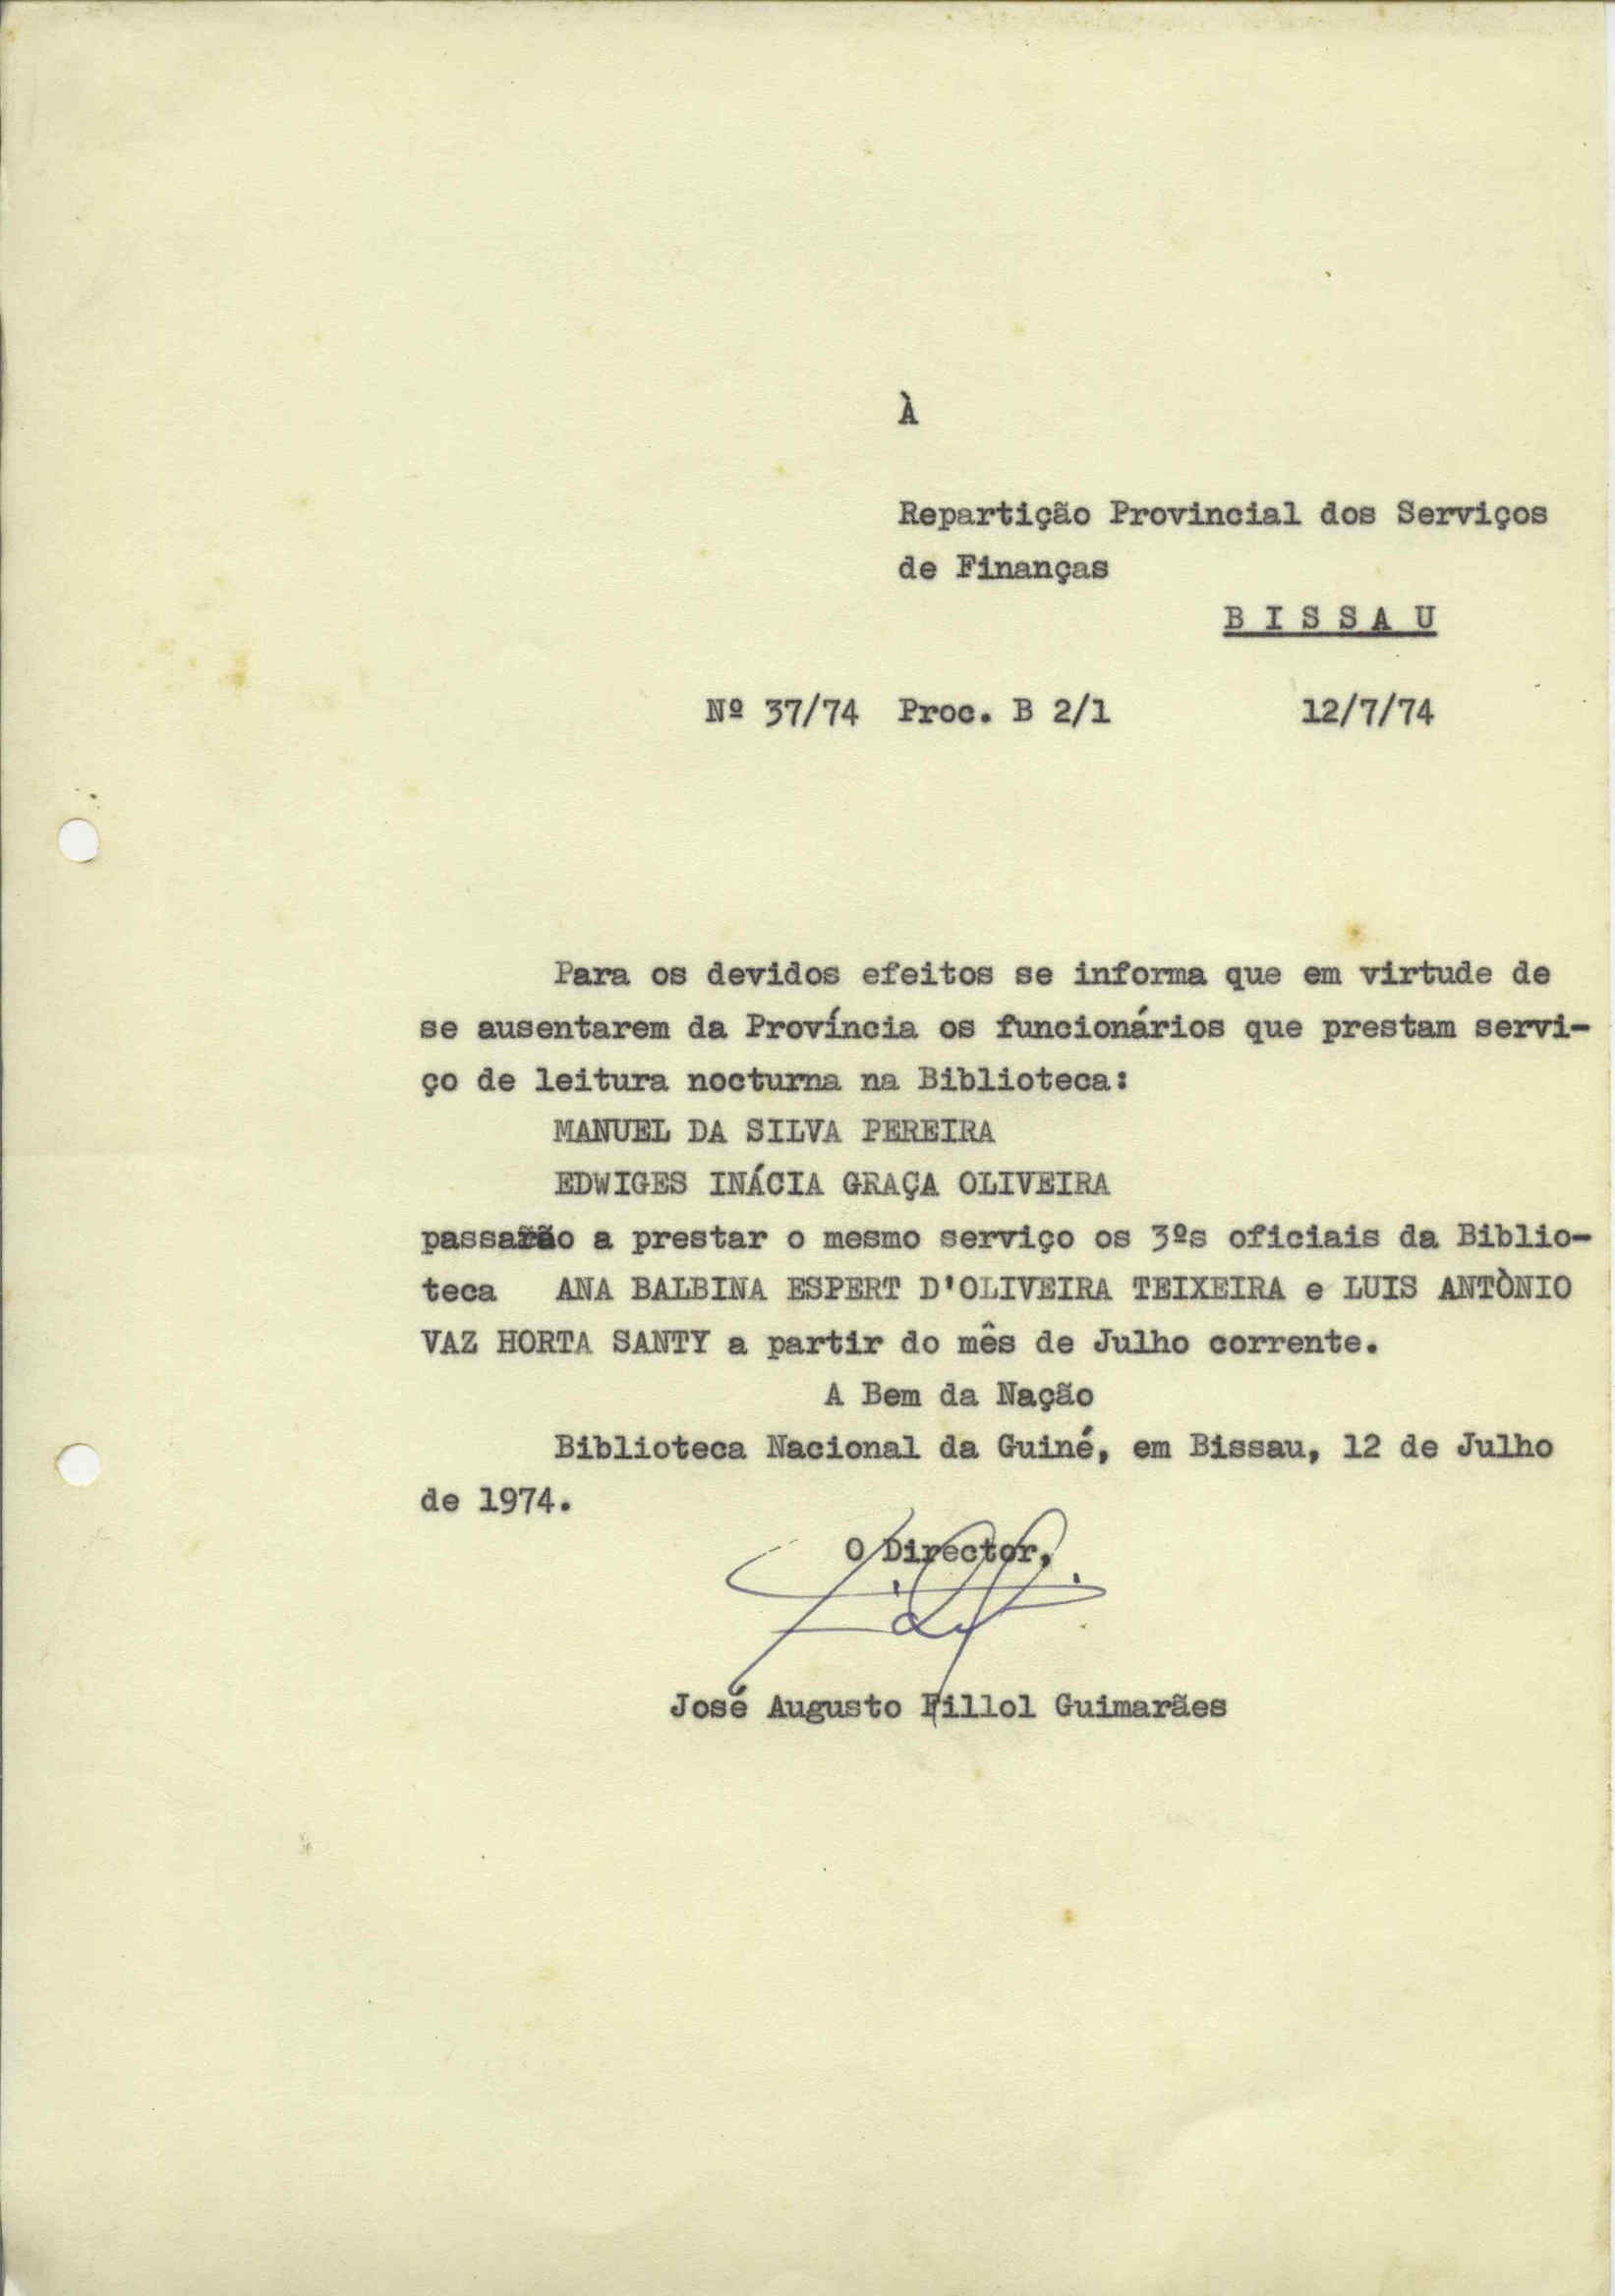 À
Repartição Provincial dos Serviços
de Finanças
B I S S A U
Nº 37/74 Proc. B 2/1 12/7/74
Para os devidos efeitos se informa que em virtude de
se ausentarem da Província os funcionários que prestam servi-
ço de leitura nocturna na Biblioteca:
MANUEL DA SILVA PEREIRA
EDWIGES INÁCIA GRAÇA OLIVEIRA
passarão a prestar o mesmo serviço os 3ºs oficiais da Biblio-
teca ANA BALBINA ESPERT D'OLIVEIRA TEIXEIRA e LUIS ANTÒNIO
VAZ HORTA SANTY a partir do mês de Julho corrente.
A Bem da Nação
Biblioteca Nacional da Guiné, em Bissau, 12 de Julho
de 1974.
O Director,
José Augusto Fillol Guimarães